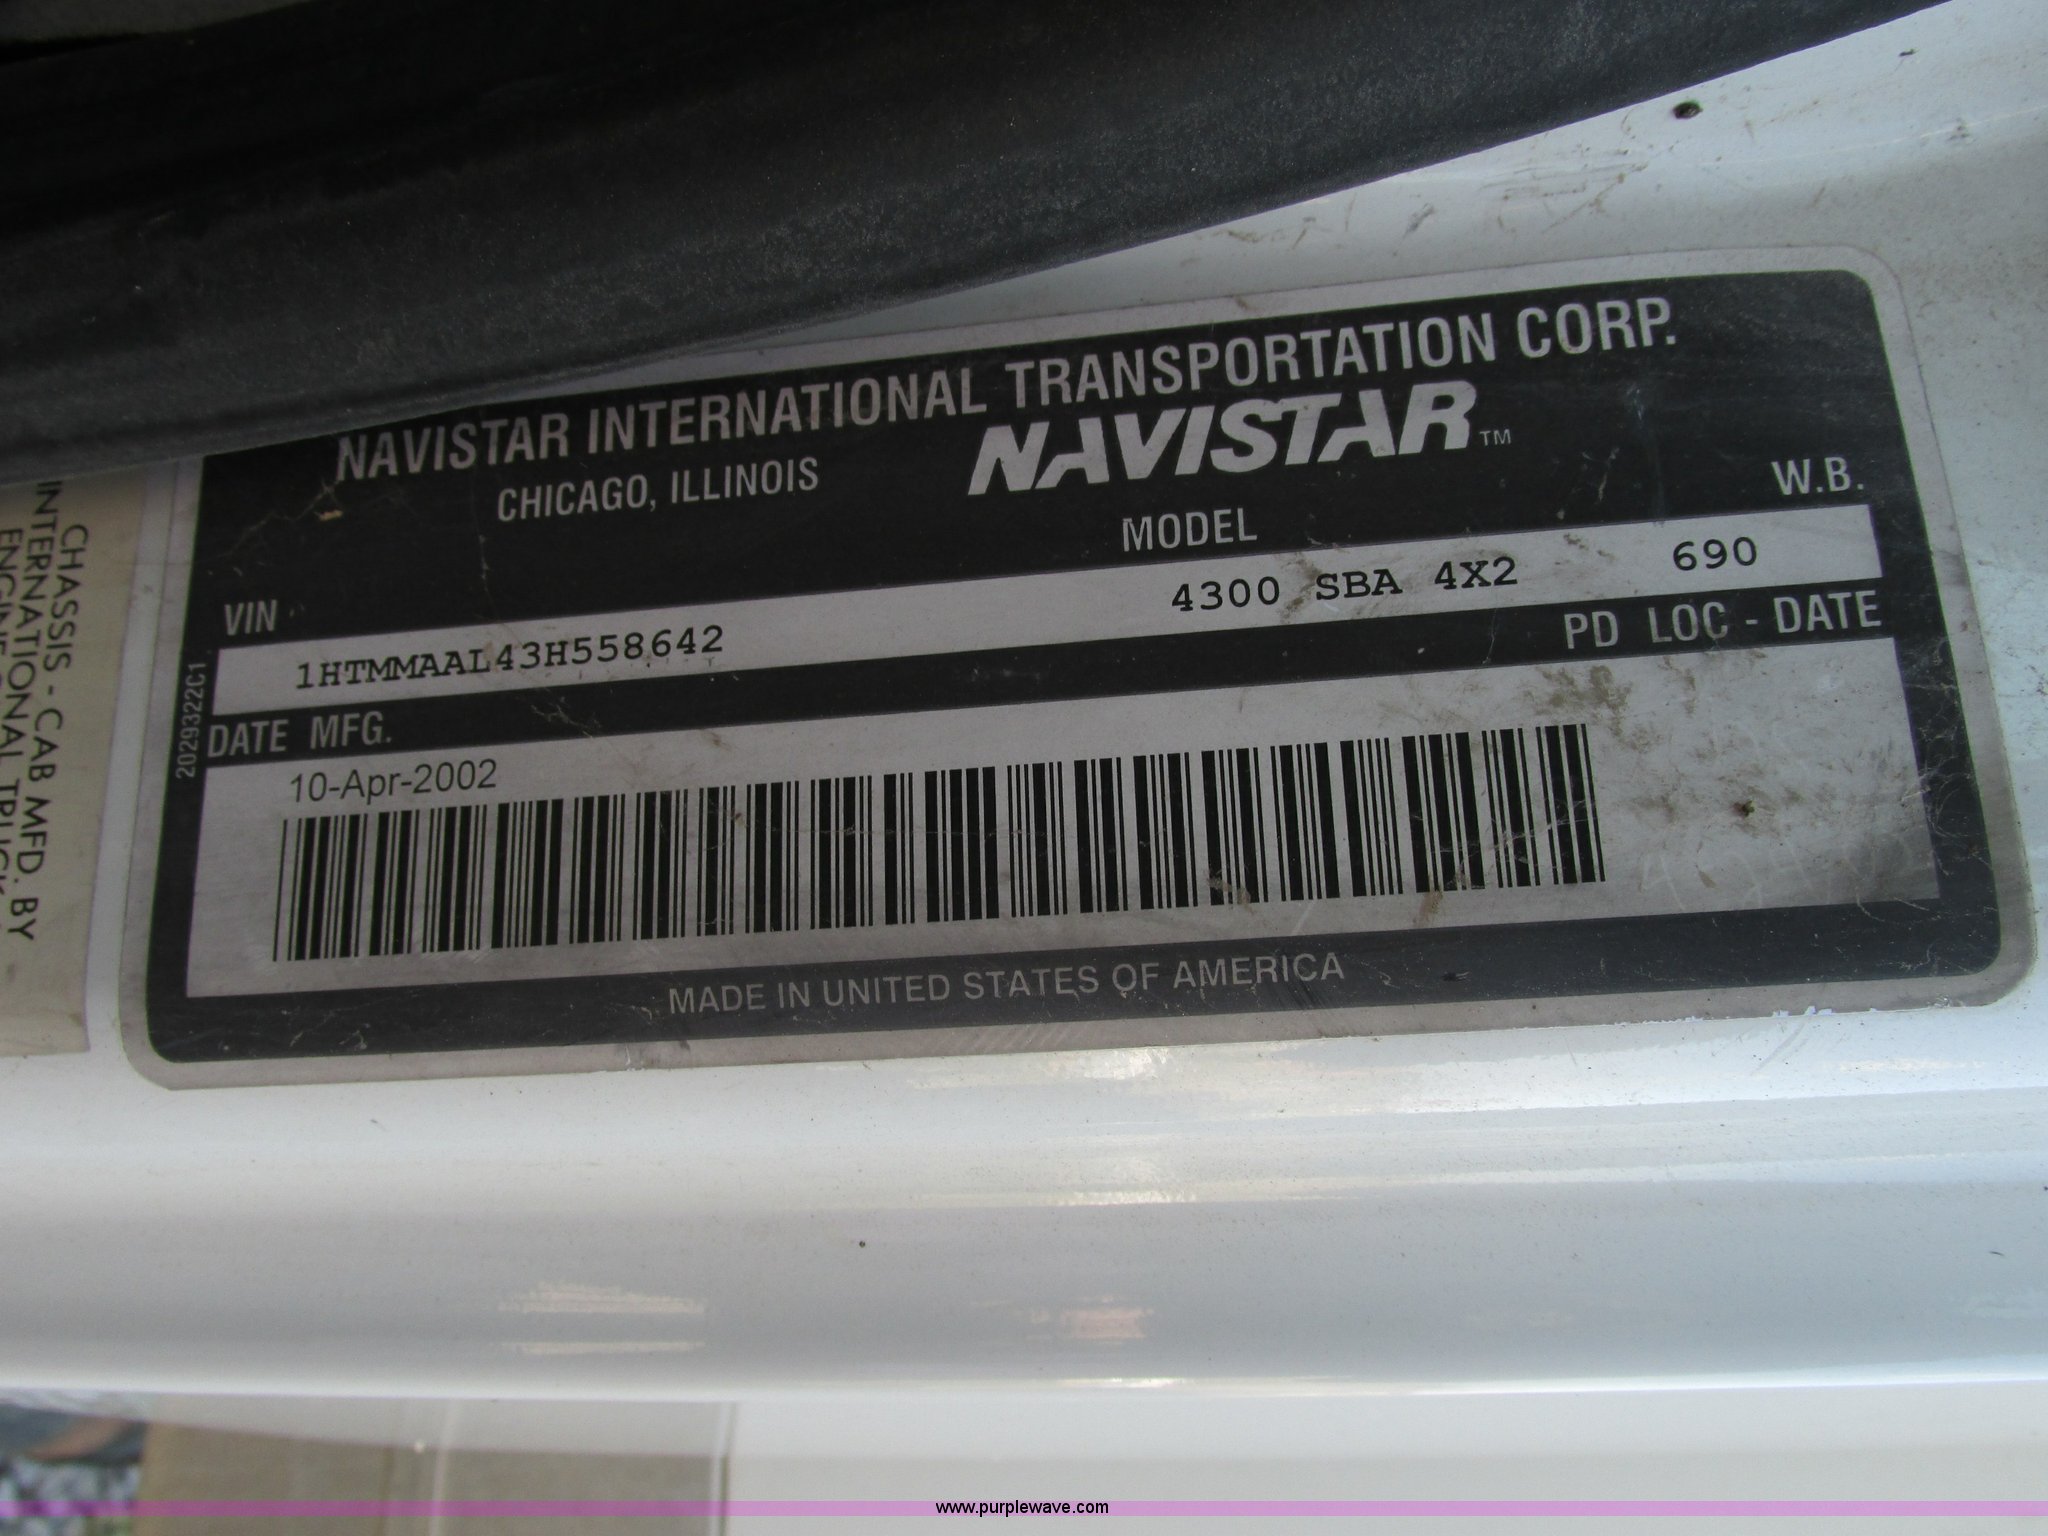 NAVISTAR INTERNATIONAL TRANSPORTATION CORP.
CHICAGO, ILLINOIS
NAVISTAR™
VIN
MODEL
W.B.
1HTMMAAL43H558642
4300 SBA 4X2
690
DATE MFG.
PD LOC - DATE
10-Apr-2002
MADE IN UNITED STATES OF AMERICA
2029322C1
CHASSIS - CAB MFD. BY
INTERNATIONAL TRUCK
www.purplewave.com